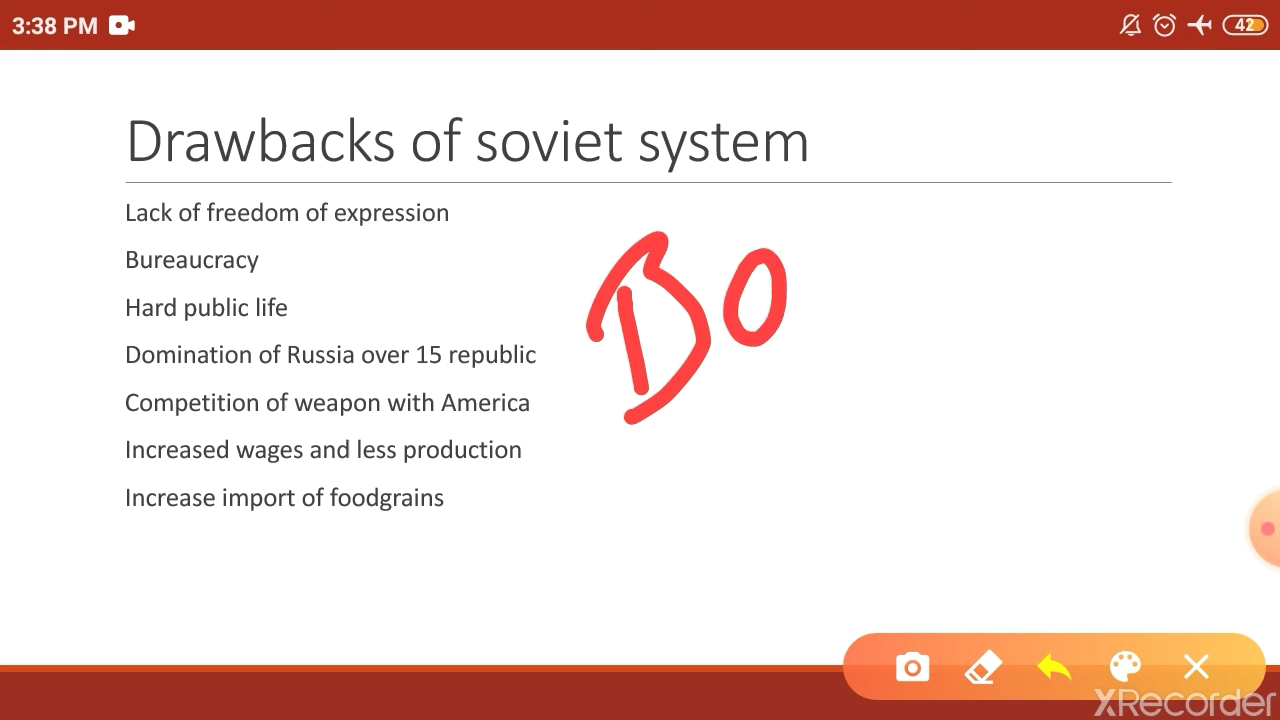 3:38 PM
42
Drawbacks of soviet system
Lack of freedom of expression
Bureaucracy
Hard public life
Domination of Russia over 15 republic
Competition of weapon with America
Increased wages and less production
Increase import of foodgrains
Do
XRecorder